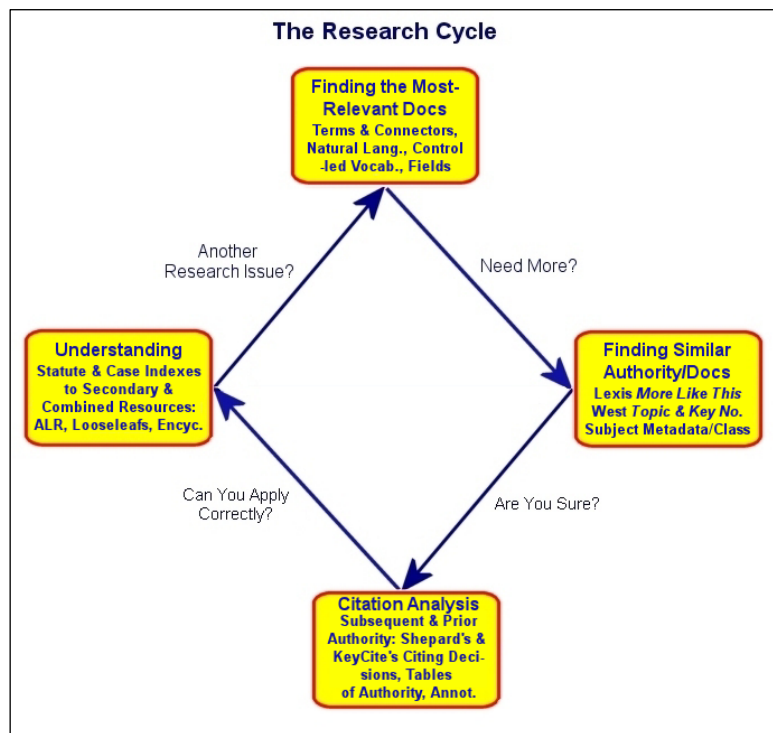 The Research Cycle
Finding the Most-
Relevant Docs
Terms & Connectors,
Natural Lang., Control
-led Vocab., Fields
Another
Research Issue?
Need More?
Understanding
Statute & Case Indexes
to Secondary &
Combined Resources:
ALR, Looseleafs, Encyc.
Finding Similar
Authority/Docs
Lexis More Like This
West Topic & Key No.
Subject Metadata/Class
Can You Apply
Correctly?
Are You Sure?
Citation Analysis
Subsequent & Prior
Authority: Shepard's &
KeyCite's Citing Deci-
sions, Tables
of Authority, Annot.